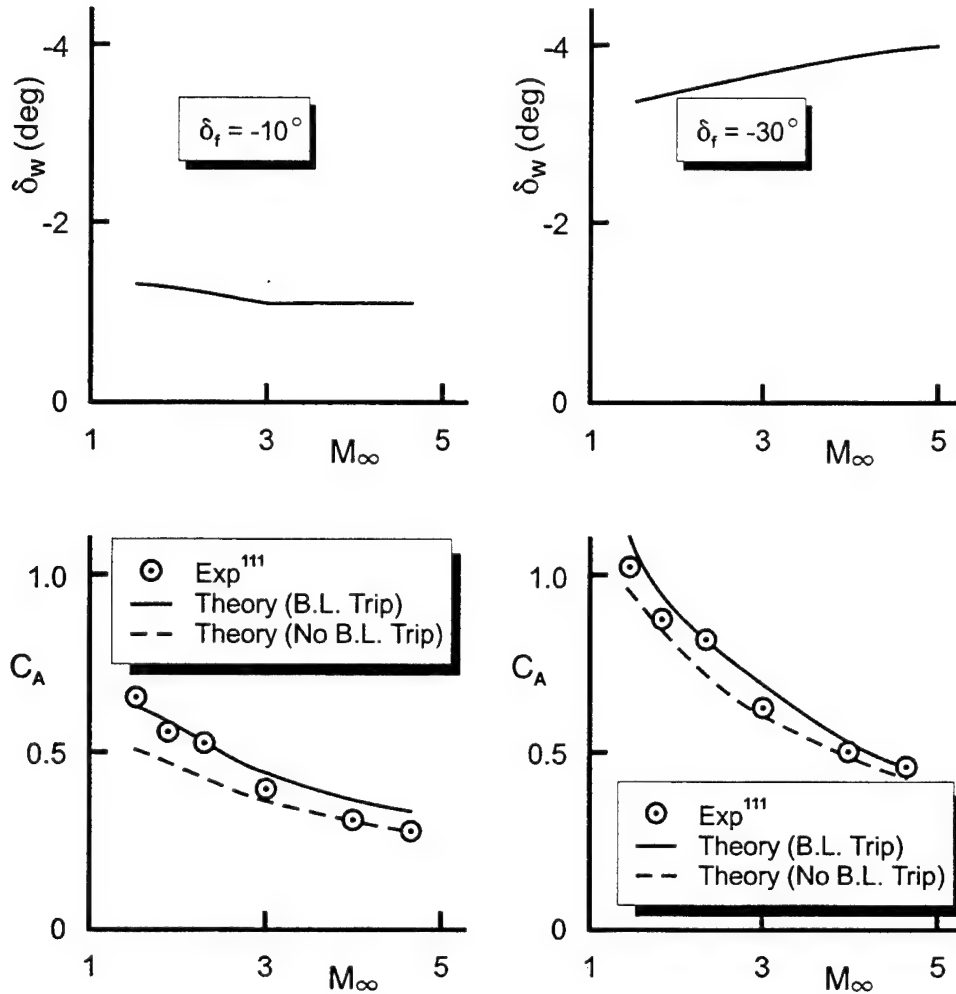 -4
-2
0
δw (deg)
δf = -10°
1
3
5
M∞
-4
-2
0
δw (deg)
δf = -30°
1
3
5
M∞
1.0
0.5
0
CA
Exp¹¹¹
Theory (B.L. Trip)
Theory (No B.L. Trip)
1
3
5
M∞
1.0
0.5
0
CA
Exp¹¹¹
Theory (B.L. Trip)
Theory (No B.L. Trip)
1
3
5
M∞